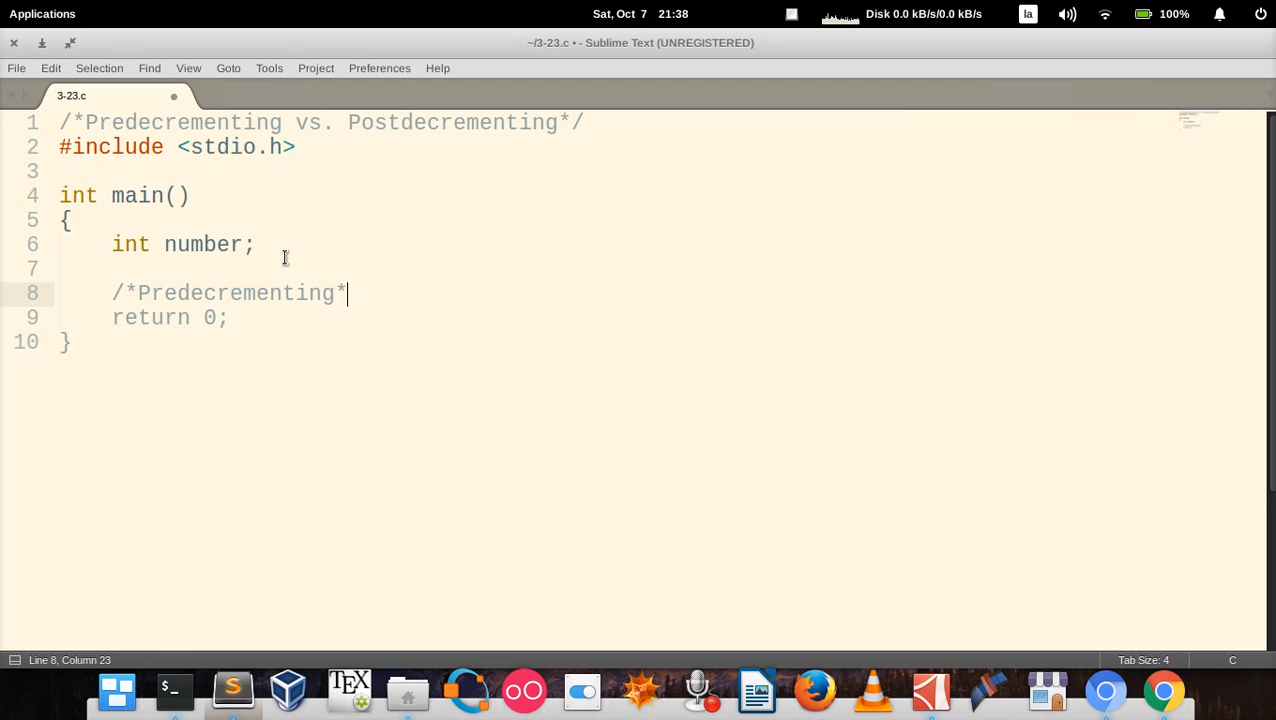 Applications
Sat, Oct 7 21:38
Disk 0.0 kB/s/0.0 kB/s
la
100%
~/3-23.c • - Sublime Text (UNREGISTERED)
File Edit Selection Find View Goto Tools Project Preferences Help
3-23.c
1 /*Predecrementing vs. Postdecrementing*/
2 #include <stdio.h>
3
4 int main()
5 {
6 int number;
7
8 /*Predecrementing*
9 return 0;
10 }
Line 8, Column 23
Tab Size: 4
C
TEX